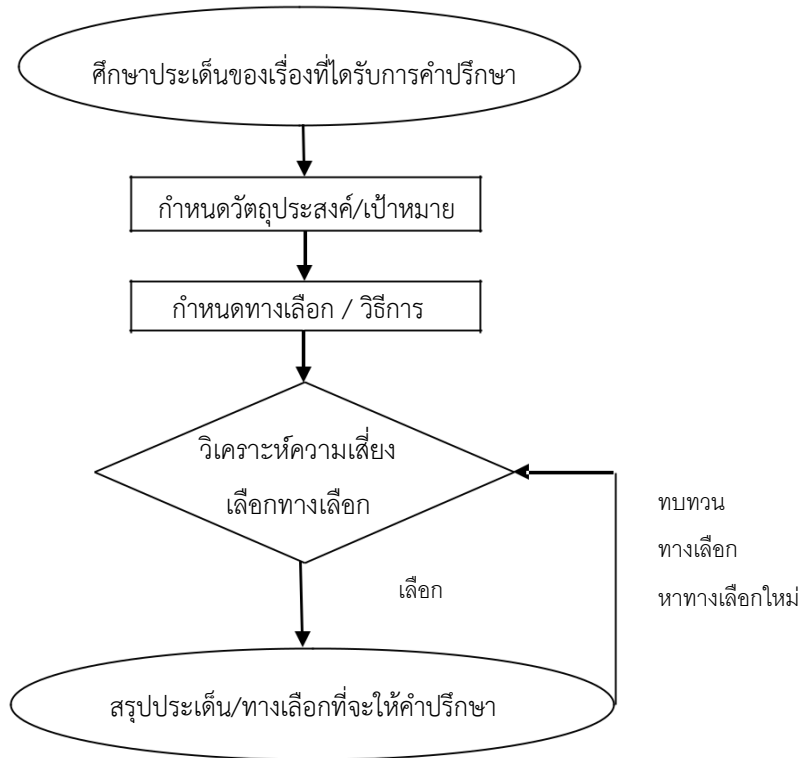 ศึกษาประเด็นของเรื่องที่ไดรับการคำปรึกษา
กำหนดวัตถุประสงค์/เป้าหมาย
กำหนดทางเลือก / วิธีการ
วิเคราะห์ความเสี่ยง
เลือกทางเลือก
เลือก
ทบทวน
ทางเลือก
หาทางเลือกใหม่
สรุปประเด็น/ทางเลือกที่จะให้คำปรึกษา